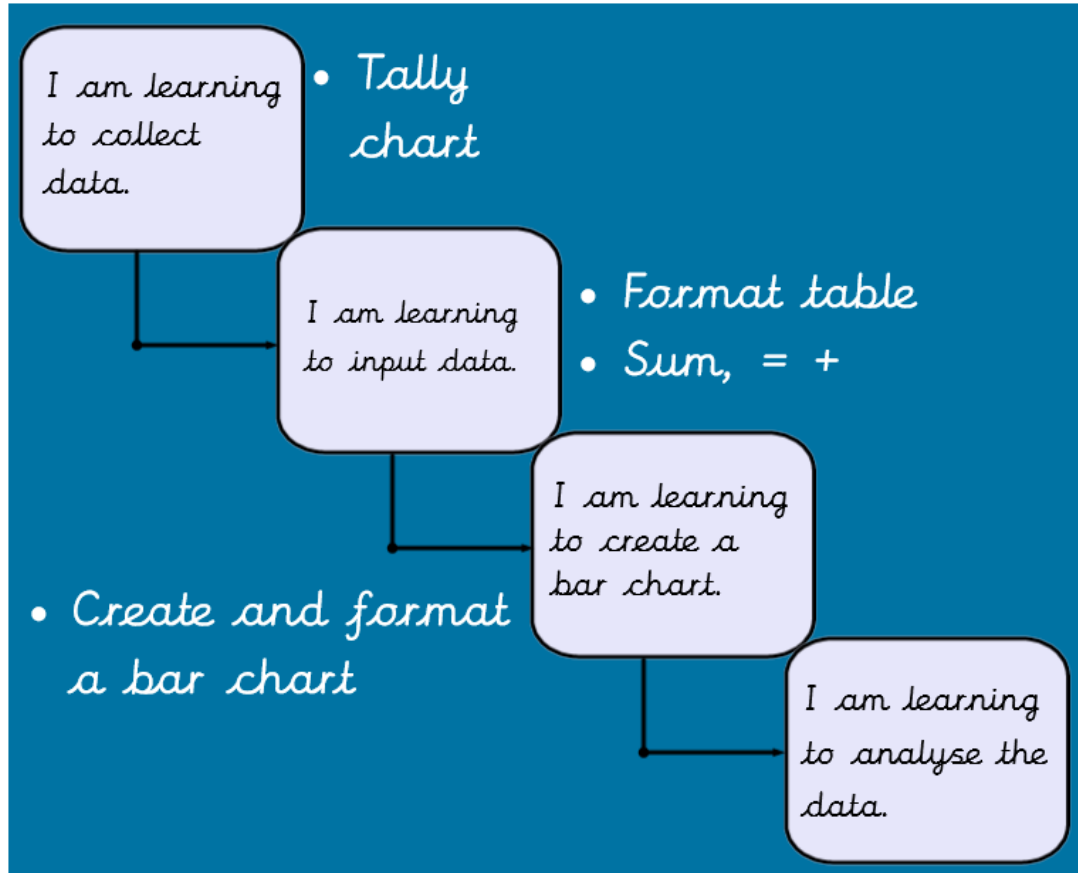 I am learning
to collect
data.
• Tally
chart
I am learning
to input data.
• Format table
• Sum, = +
I am learning
to create a
bar chart.
• Create and format
a bar chart
I am learning
to analyse the
data.